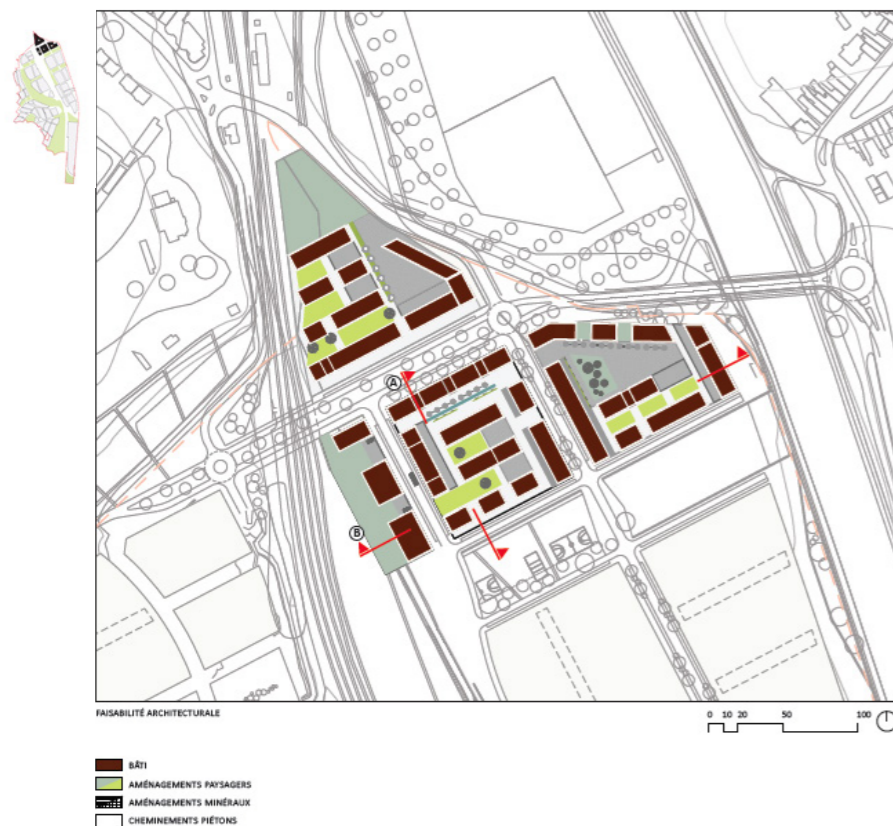 A
B
FAISABILITÉ ARCHITECTURALE
0 10 20 50 100
BÂTI
AMÉNAGEMENTS PAYSAGERS
AMÉNAGEMENTS MINÉRAUX
CHEMINEMENTS PIÉTONS